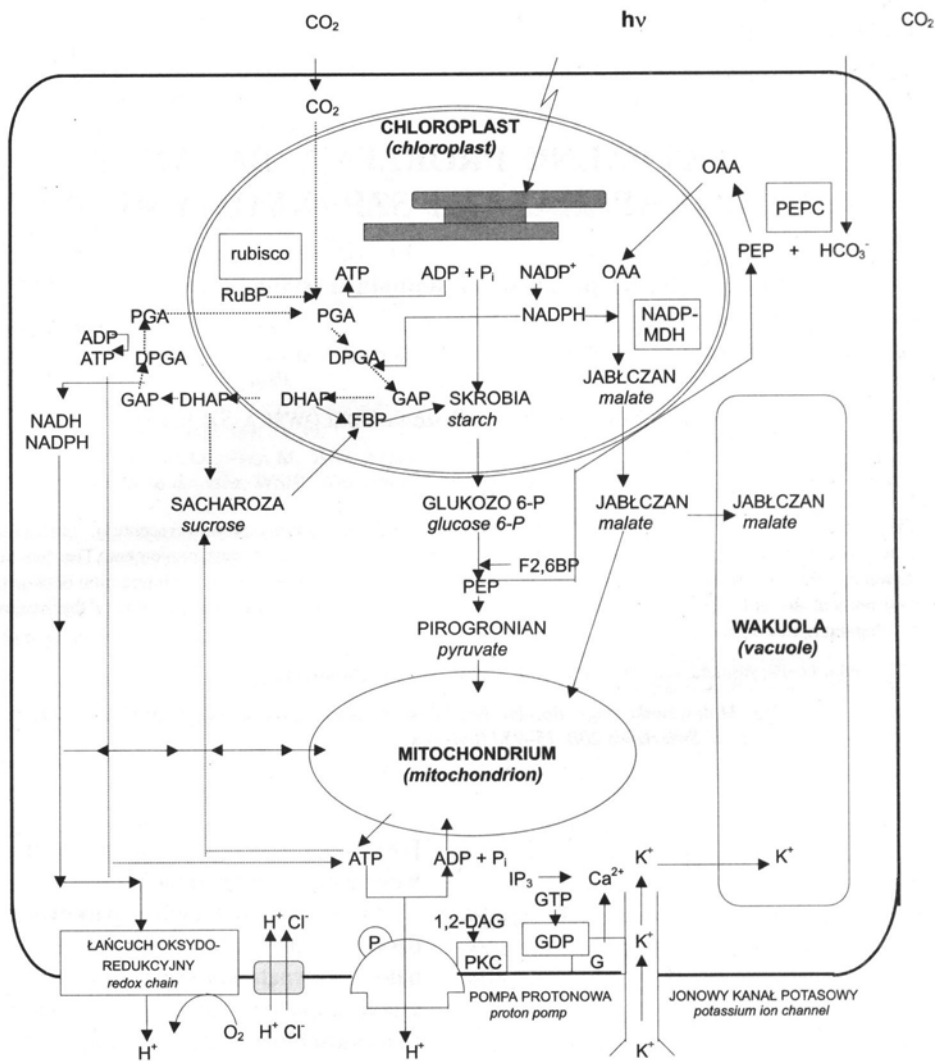 CO₂
hν
CO₂
CO₂
CHLOROPLAST
(chloroplast)
OAA
PEPC
rubisco
PEP + HCO₃⁻
ATP
ADP + Pᵢ
NADP⁺
OAA
RuBP
PGA
PGA
NADPH
NADP-
MDH
ADP
ATP
DPGA
DPGA
JABŁCZAN
malate
GAP
DHAP
DHAP
GAP
SKROBIA
starch
FBP
NADH
NADPH
SACHAROZA
sucrose
GLUKOZO 6-P
glucose 6-P
JABŁCZAN
malate
JABŁCZAN
malate
F2,6BP
PEP
PIROGRONIAN
pyruvate
WAKUOLA
(vacuole)
MITOCHONDRIUM
(mitochondrion)
ATP
ADP + Pᵢ
K⁺
K⁺
IP₃
Ca²⁺
GTP
H⁺ Cl⁻
1,2-DAG
P
GDP
K⁺
ŁAŃCUCH OKSYDO-
REDUKCYJNY
redox chain
PKC
G
POMPA PROTONOWA
proton pomp
JONOWY KANAŁ POTASOWY
potassium ion channel
O₂
H⁺ Cl⁻
H⁺
H⁺
K⁺